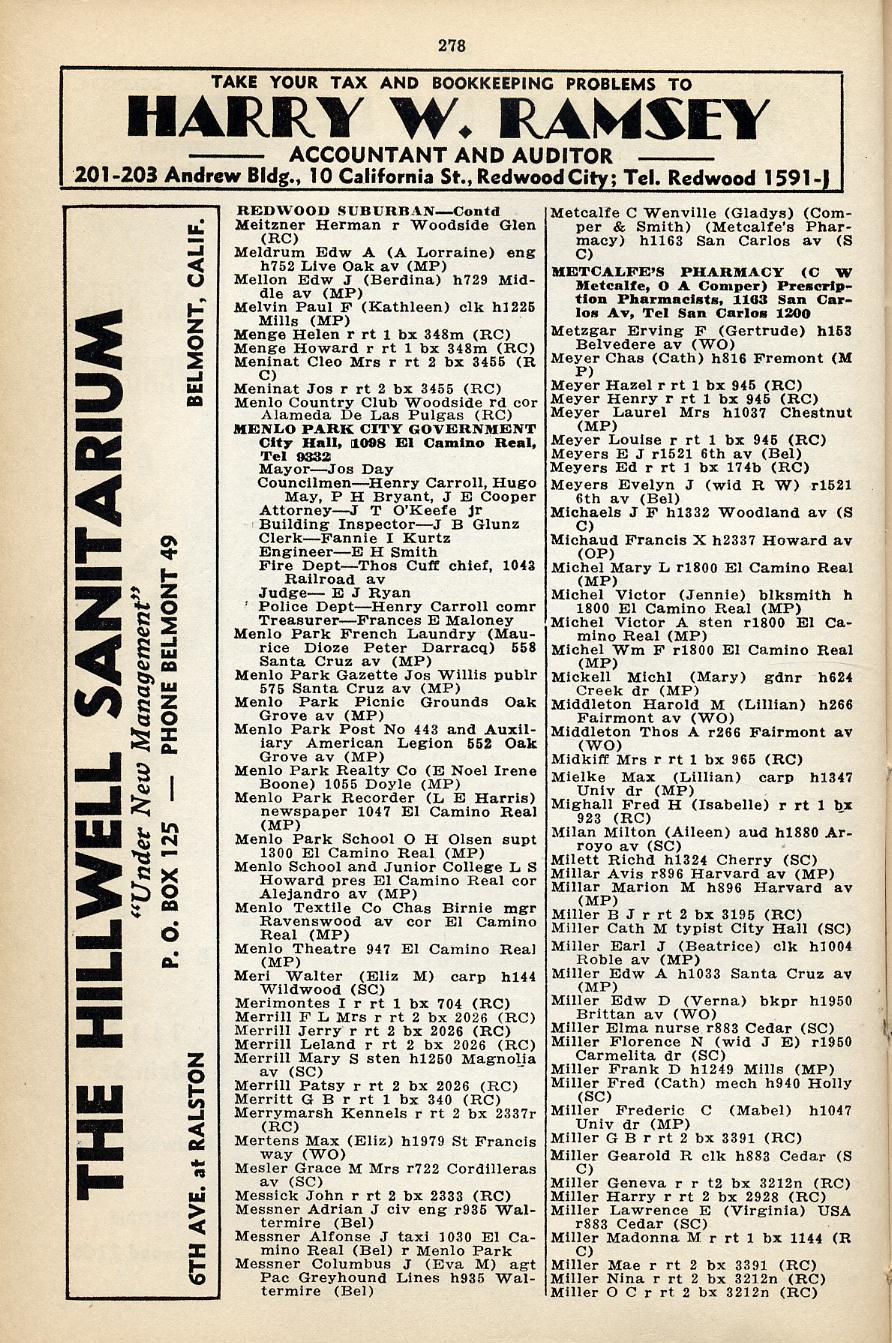 278
TAKE YOUR TAX AND BOOKKEEPING PROBLEMS TO
HARRY W. RAMSEY
ACCOUNTANT AND AUDITOR
201-203 Andrew Bldg., 10 California St., Redwood City; Tel. Redwood 1591-J
THE HILLWELL SANITARIUM
"Under New Management"
P. O. BOX 125 — PHONE BELMONT 49
6TH AVE. at RALSTON BELMONT, CALIF.
REDWOOD SUBURBAN—Contd
Meitzner Herman r Woodside Glen
(RC)
Meldrum Edw A (A Lorraine) eng
h752 Live Oak av (MP)
Mellon Edw J (Berdina) h729 Mid-
dle av (MP)
Melvin Paul F (Kathleen) clk h1225
Mills (MP)
Menge Helen r rt 1 bx 348m (RC)
Menge Howard r rt 1 bx 348m (RC)
Meninat Cleo Mrs r rt 2 bx 3455 (R
C)
Meninat Jos r rt 2 bx 3455 (RC)
Menlo Country Club Woodside rd cor
Alameda De Las Pulgas (RC)
MENLO PARK CITY GOVERNMENT
City Hall, 1098 El Camino Real,
Tel 9332
Mayor—Jos Day
Councilmen—Henry Carroll, Hugo
May, P H Bryant, J E Cooper
Attorney—J T O'Keefe jr
Building Inspector—J B Glunz
Clerk—Fannie I Kurtz
Engineer—E H Smith
Fire Dept—Thos Cuff chief, 1043
Railroad av
Judge— E J Ryan
Police Dept—Henry Carroll comr
Treasurer—Frances E Maloney
Menlo Park French Laundry (Mau-
rice Dioze Peter Darracq) 558
Santa Cruz av (MP)
Menlo Park Gazette Jos Willis publr
575 Santa Cruz av (MP)
Menlo Park Picnic Grounds Oak
Grove av (MP)
Menlo Park Post No 443 and Auxil-
iary American Legion 552 Oak
Grove av (MP)
Menlo Park Realty Co (E Noel Irene
Boone) 1055 Doyle (MP)
Menlo Park Recorder (L E Harris)
newspaper 1047 El Camino Real
(MP)
Menlo Park School O H Olsen supt
1300 El Camino Real (MP)
Menlo School and Junior College L S
Howard pres El Camino Real cor
Alejandro av (MP)
Menlo Textile Co Chas Birnie mgr
Ravenswood av cor El Camino
Real (MP)
Menlo Theatre 947 El Camino Real
(MP)
Meri Walter (Eliz M) carp h144
Wildwood (SC)
Merimontes I r rt 1 bx 704 (RC)
Merrill F L Mrs r rt 2 bx 2026 (RC)
Merrill Jerry r rt 2 bx 2026 (RC)
Merrill Leland r rt 2 bx 2026 (RC)
Merrill Mary S sten h1250 Magnolia
av (SC)
Merrill Patsy r rt 2 bx 2026 (RC)
Merritt G B r rt 1 bx 340 (RC)
Merrymarsh Kennels r rt 2 bx 2337r
(RC)
Mertens Max (Eliz) h1979 St Francis
way (WO)
Mesler Grace M Mrs r722 Cordilleras
av (SC)
Messick John r rt 2 bx 2333 (RC)
Messner Adrian J civ eng r935 Wal-
termire (Bel)
Messner Alfonse J taxi 1030 El Ca-
mino Real (Bel) r Menlo Park
Messner Columbus J (Eva M) agt
Pac Greyhound Lines h935 Wal-
termire (Bel)
Metcalfe C Wenville (Gladys) (Com-
per & Smith) (Metcalfe's Phar-
macy) h1163 San Carlos av (S
C)
METCALFE'S PHARMACY (C W
Metcalfe, O A Comper) Prescrip-
tion Pharmacists, 1163 San Car-
los Av, Tel San Carlos 1200
Metzgar Erving F (Gertrude) h153
Belvedere av (WO)
Meyer Chas (Cath) h816 Fremont (M
P)
Meyer Hazel r rt 1 bx 945 (RC)
Meyer Henry r rt 1 bx 945 (RC)
Meyer Laurel Mrs h1037 Chestnut
(MP)
Meyer Louise r rt 1 bx 945 (RC)
Meyers E J r1521 6th av (Bel)
Meyers Ed r rt 1 bx 174b (RC)
Meyers Evelyn J (wid R W) r1521
6th av (Bel)
Michaels J F h1332 Woodland av (S
C)
Michaud Francis X h2337 Howard av
(OP)
Michel Mary L r1800 El Camino Real
(MP)
Michel Victor (Jennie) blksmith h
1800 El Camino Real (MP)
Michel Victor A sten r1800 El Ca-
mino Real (MP)
Michel Wm F r1800 El Camino Real
(MP)
Mickell Michl (Mary) gdnr h624
Creek dr (MP)
Middleton Harold M (Lillian) h266
Fairmont av (WO)
Middleton Thos A r266 Fairmont av
(WO)
Midkiff Mrs r rt 1 bx 965 (RC)
Mielke Max (Lillian) carp h1347
Univ dr (MP)
Mighall Fred H (Isabelle) r rt 1 bx
923 (RC)
Milan Milton (Aileen) aud h1880 Ar-
royo av (SC)
Milett Richd h1324 Cherry (SC)
Millar Avis r896 Harvard av (MP)
Millar Marion M h896 Harvard av
(MP)
Miller B J r rt 2 bx 3195 (RC)
Miller Cath M typist City Hall (SC)
Miller Earl J (Beatrice) clk h1004
Roble av (MP)
Miller Edw A h1033 Santa Cruz av
(MP)
Miller Edw D (Verna) bkpr h1950
Brittan av (WO)
Miller Elma nurse r883 Cedar (SC)
Miller Florence N (wid J E) r1950
Carmelita dr (SC)
Miller Frank D h1249 Mills (MP)
Miller Fred (Cath) mech h940 Holly
(SC)
Miller Frederic C (Mabel) h1047
Univ dr (MP)
Miller G B r rt 2 bx 3391 (RC)
Miller Gearold R clk h883 Cedar (S
C)
Miller Geneva r r t2 bx 3212n (RC)
Miller Harry r rt 2 bx 2928 (RC)
Miller Lawrence E (Virginia) USA
r883 Cedar (SC)
Miller Madonna M r rt 1 bx 1144 (R
C)
Miller Mae r rt 2 bx 3391 (RC)
Miller Nina r rt 2 bx 3212n (RC)
Miller O C r rt 2 bx 3212n (RC)